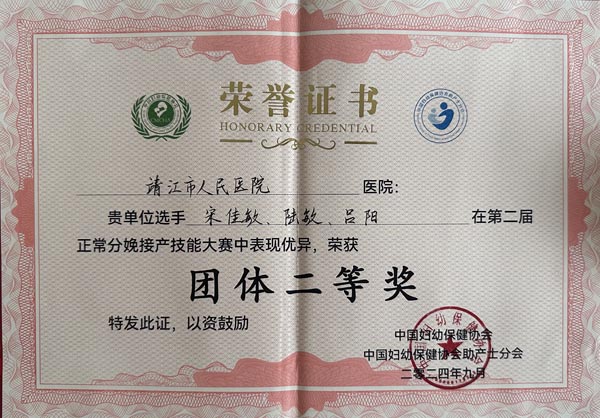 荣誉证书
HONORARY CREDENTIAL
靖江市人民医院 医院:
贵单位选手 宋佳敏、陆敏、吕阳 在第二届
正常分娩接产技能大赛中表现优异,荣获
团体二等奖
特发此证,以资鼓励
中国妇幼保健协会
中国妇幼保健协会助产士分会
二零二四年九月